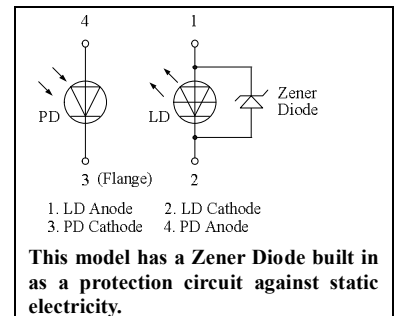 4 1
PD LD Zener
Diode
3 (Flange) 2
1. LD Anode 2. LD Cathode
3. PD Cathode 4. PD Anode
This model has a Zener Diode built in
as a protection circuit against static
electricity.